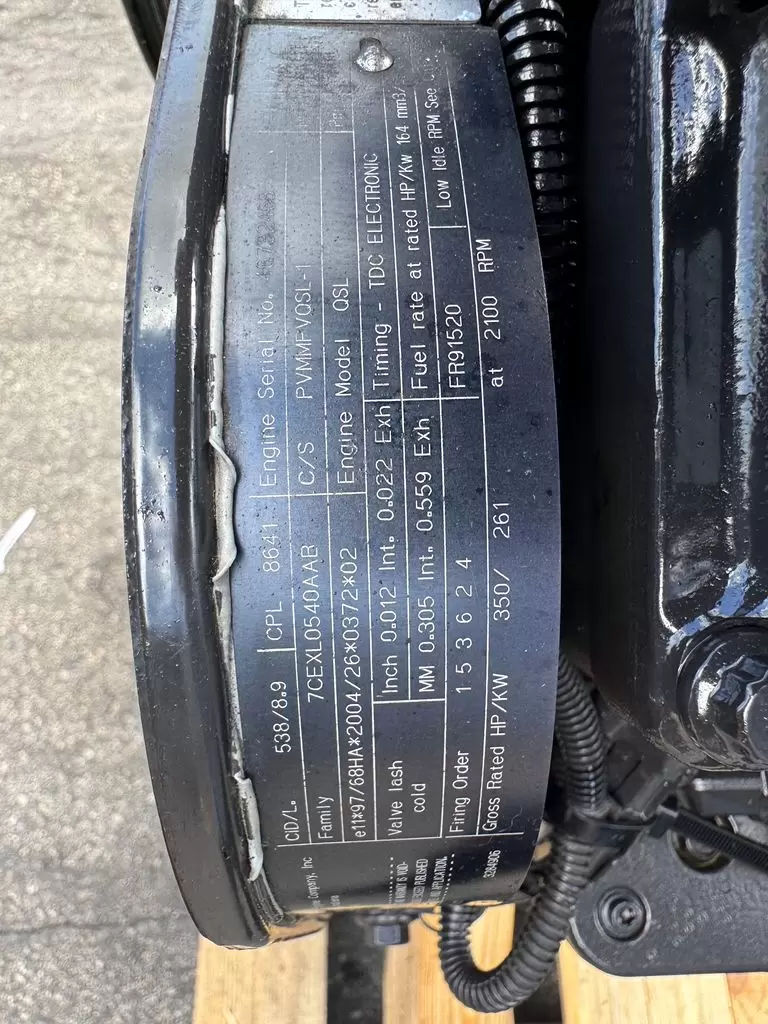 CID/L. 538/8.9 CPL 8641 Engine Serial No.
Family 7CEXL0540AAB C/S PVMMFVQSL-1
e11*97/68HA*2004/26*0372*02 Engine Model QSL
Valve lash cold Inch 0.012 Int. 0.022 Exh Timing - TDC ELECTRONIC
MM 0.305 Int. 0.559 Exh Fuel rate at rated HP/Kw 164 mm3/
Firing Order 1 5 3 6 2 4 FR91520 Low Idle RPM See
Gross Rated HP/KW 350/ 261 at 2100 RPM
Company, Inc
3284906